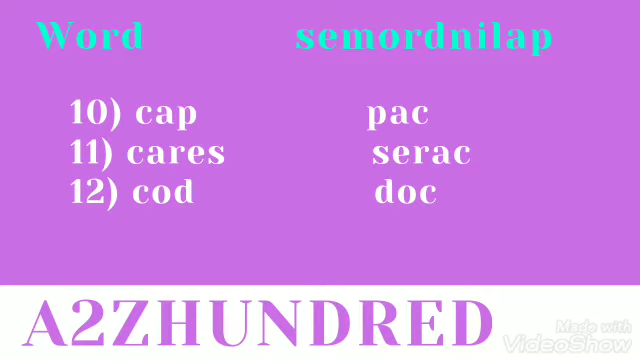 Word semordnilap
10) cap pac
11) cares serac
12) cod doc
A2ZHUNDRED
Made with
VideoShow